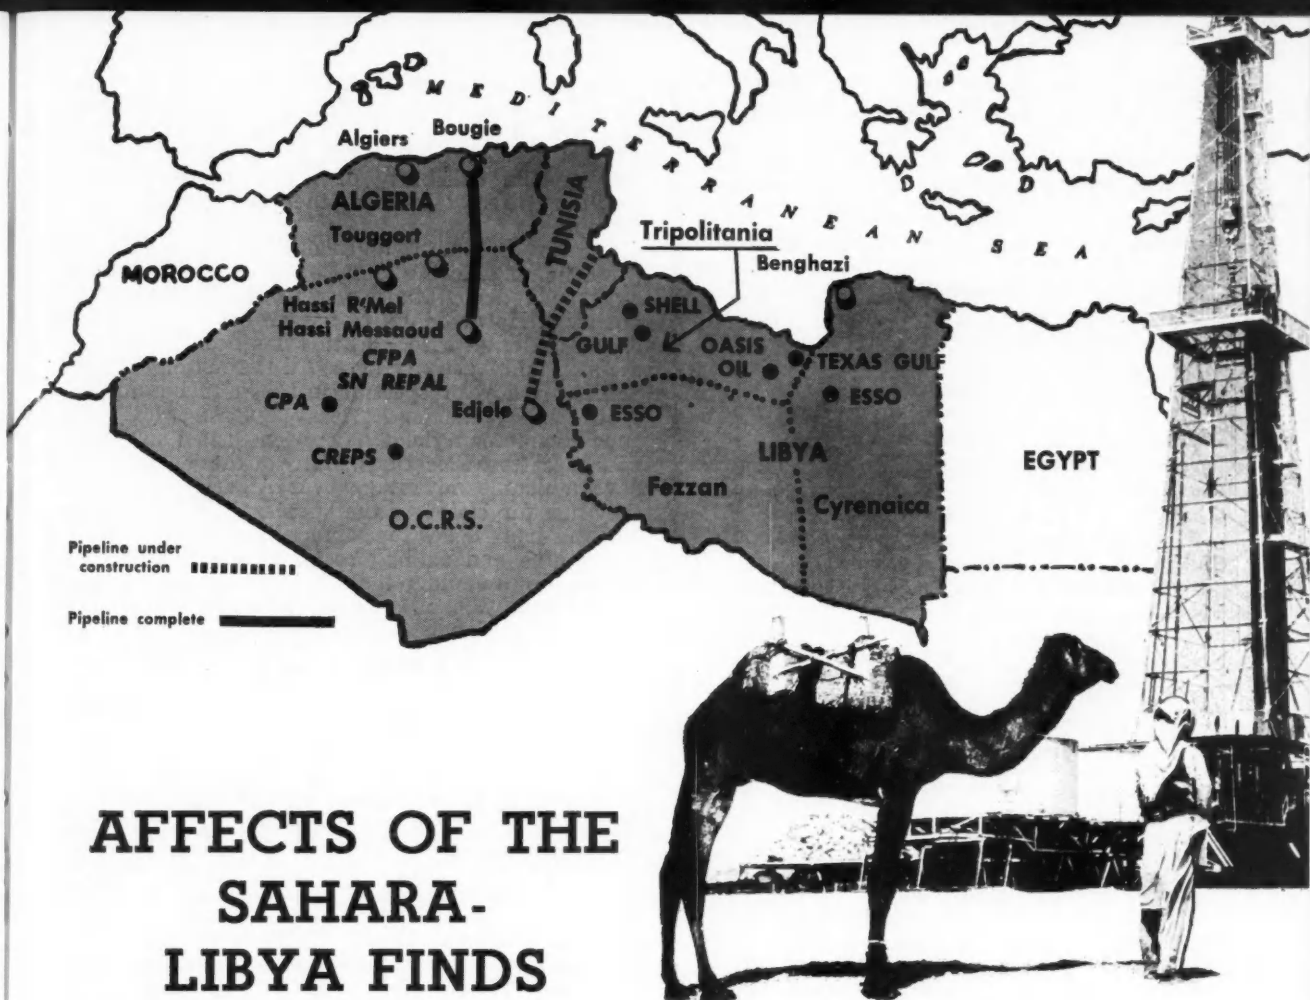 MEDITERRANEAN SEA
Algiers
Bougie
ALGERIA
Touggort
TUNISIA
Tripolitania
Benghazi
MOROCCO
Hassi R'Mel
Hassi Messaoud
CFPA
SN REPAL
CPA
Edjele
CREPS
O.C.R.S.
SHELL
GULF
OASIS
OIL
TEXAS GULF
ESSO
ESSO
LIBYA
Fezzan
Cyrenaica
EGYPT
Pipeline under
construction
Pipeline complete
AFFECTS OF THE
SAHARA-
LIBYA FINDS